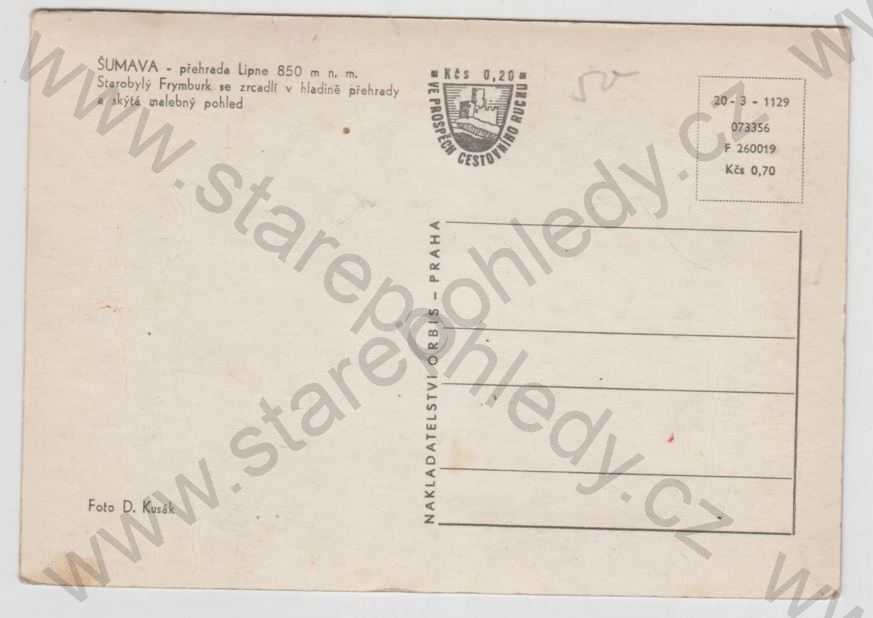 ŠUMAVA - přehrada Lipno 850 m n. m.
Starobylý Frymburk se zrcadlí v hladině přehrady
a skýtá malebný pohled
Kčs 0,20
VE PROSPĚCH CESTOVNÍHO RUCHU
50
20 - 3 - 1129
073356
F 260019
Kčs 0,70
NAKLADATELSTVÍ ORBIS – PRAHA
Foto D. Kusák
www.starepohledy.cz
www.starepohledy.cz